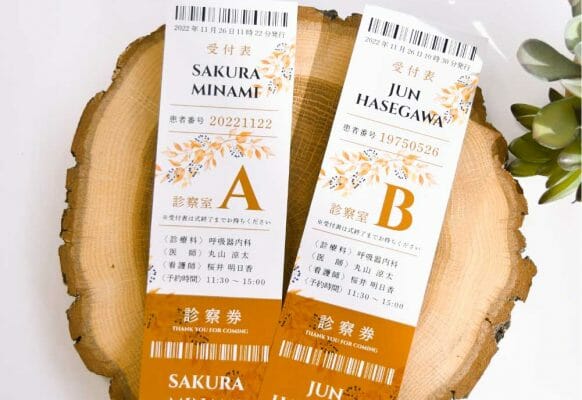 2022年11月26日11時22分発行
受付表
SAKURA
MINAMI
患者番号 20221122
診察室 A
※受付表は式終了までお持ちください
(診療科) 呼吸器内科
(医 師) 丸山 涼太
(看護師) 桜井 明日香
(予約時間) 11:30 ~ 15:00
診察券
THANK YOU FOR COMING
SAKURA
MINAMI
2022年11月26日10時30分発行
受付表
JUN
HASEGAWA
患者番号 19750526
診察室 B
※受付表は式終了までお持ちください
(診療科) 呼吸器内科
(医 師) 丸山 涼太
(看護師) 桜井 明日香
(予約時間) 11:30 ~ 15:00
診察券
THANK YOU FOR COMING
JUN